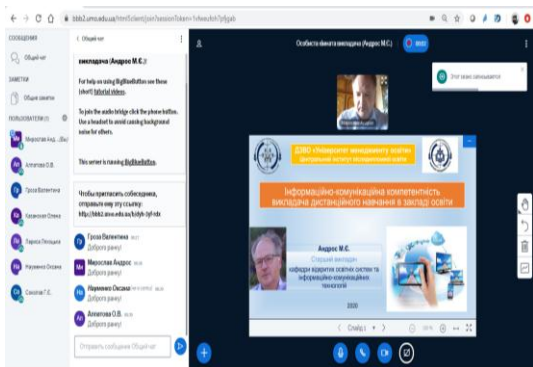 bbb2.umo.edu.ua/html5client/join?sessionToken=
СООБЩЕНИЯ
Общий чат
ЗАМЕТКИ
Общие заметки
ПОЛЬЗОВАТЕЛИ
Мирослав Анд...
Алпатова О.В.
Гроза Валентина
Казанская Олена
Лариса Логацька
Науменко Оксана
Соколов Г.Є.
Общий чат
викладача (Андрос М.Є.)!
For help on using BigBlueButton see these
(short) tutorial videos.
To join the audio bridge click the phone button.
Use a headset to avoid causing background
noise for others.
This server is running BigBlueButton.
Чтобы пригласить собеседника,
отправьте ему эту ссылку:
Гроза Валентина
Доброго ранку!
Мирослав Андрос
Доброго ранку!
Науменко Оксана
Доброго ранку!
Алпатова О.В.
Доброго ранку!
Отправить сообщение Общий чат
Особиста кімната викладача (Андрос М.Є.)
Этот сеанс записывается
ДЗВО «Університет менеджменту освіти»
Центральний інститут післядипломної освіти
Інформаційно-комунікаційна компетентність
викладача дистанційного навчання в закладі освіти
Андрос М.Є.
Старший викладач
кафедри відкритих освітніх систем та
інформаційно-комунікаційних
технологій
2020
Слайд 1